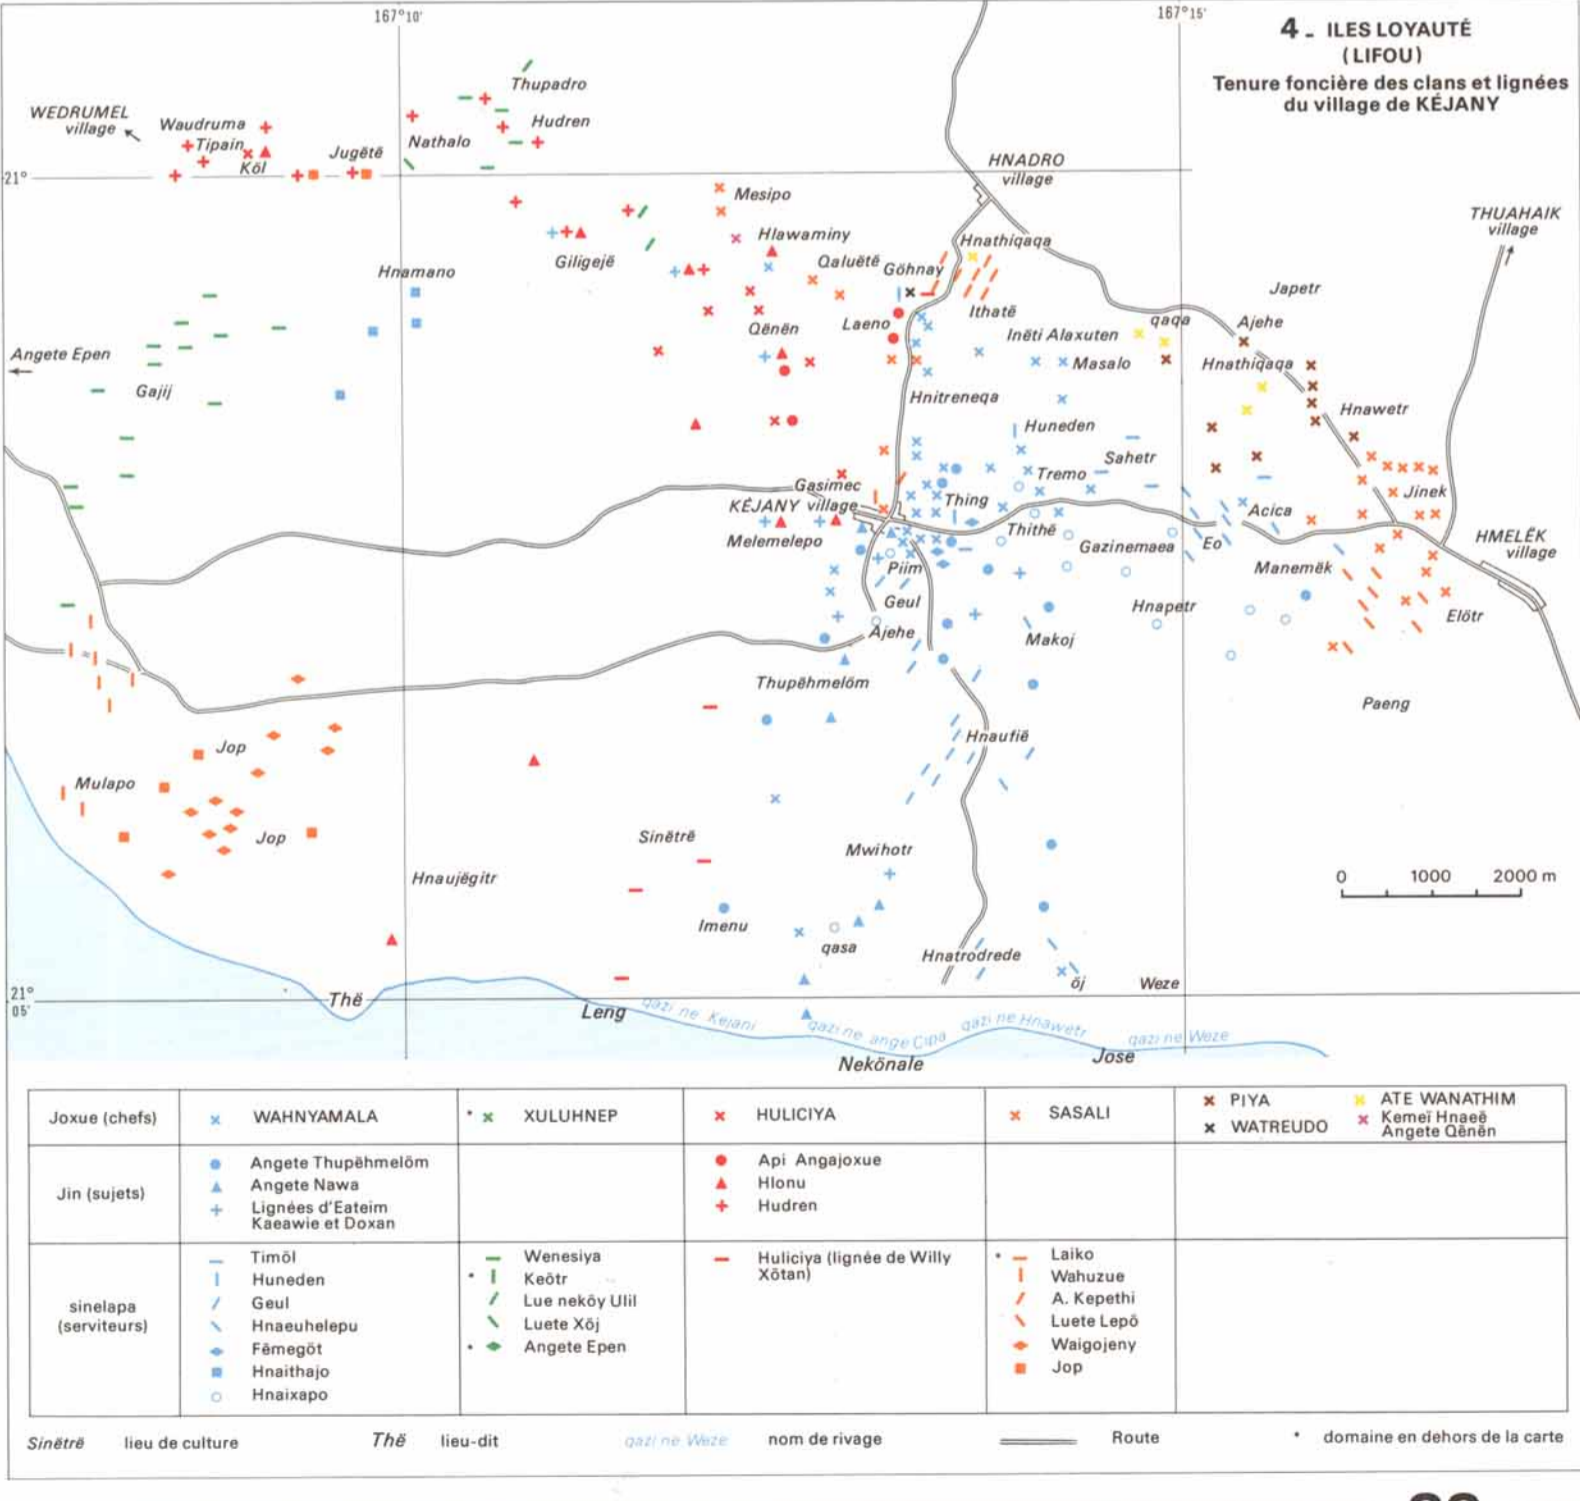 167°10'
167°15'
4 - ILES LOYAUTÉ
(LIFOU)
Tenure foncière des clans et lignées
du village de KÉJANY
Thupadro
WEDRUMEL
village
Waudruma
Hudren
Tipain
Nathalo
Jugëtë
Köl
21°
HNADRO
village
Mesipo
THUAHAIK
village
Hlawaminy
Hnathiqaqa
Giligejë
Qaluëtë
Göhnay
Hnamano
Japetr
Ithatë
Laeno
qaqa
Ajehe
Qënën
Inëti Alaxuten
Angete Epen
Masalo
Hnathiqaqa
Gajij
Hnitreneqa
Hnawetr
Huneden
Sahetr
Tremo
Gasimec
Jinek
KÉJANY village
Thing
Acica
Thithë
Melemelepo
Gazinemaea
Eo
HMELËK
village
Piim
Manemëk
Geul
Hnapetr
Elötr
Ajehe
Makoj
Thupëhmelöm
Paeng
Hnaufië
Jop
Mulapo
Jop
Sinëtrë
Mwihotr
Hnaujëgitr
0 1000 2000 m
Imenu
qasa
Hnatrodrede
öj
Weze
21°
05'
Thë
Leng
qazi ne Kejani
qazi ne ange Cipa
qazi ne Hnawetr
qazi ne Weze
Nekönale
Jose
Joxue (chefs)
WAHNYAMALA
* XULUHNEP
HULICIYA
SASALI
PIYA
WATREUDO
ATE WANATHIM
Kemeï Hnaeë
Angete Qënën
Jin (sujets)
Angete Thupëhmelöm
Angete Nawa
Lignées d'Eateim
Kaeawie et Doxan
Api Angajoxue
Hlonu
Hudren
sinelapa
(serviteurs)
Timöl
Huneden
Geul
Hnaeuhelepu
Fëmegöt
Hnaithajo
Hnaixapo
Wenesiya
* Keötr
Lue neköy Ulil
Luete Xöj
* Angete Epen
Huliciya (lignée de Willy
Xötan)
* Laiko
Wahuzue
A. Kepethi
Luete Lepö
Waigojeny
Jop
Sinëtrë lieu de culture
Thë lieu-dit
qazi ne Weze nom de rivage
Route
* domaine en dehors de la carte